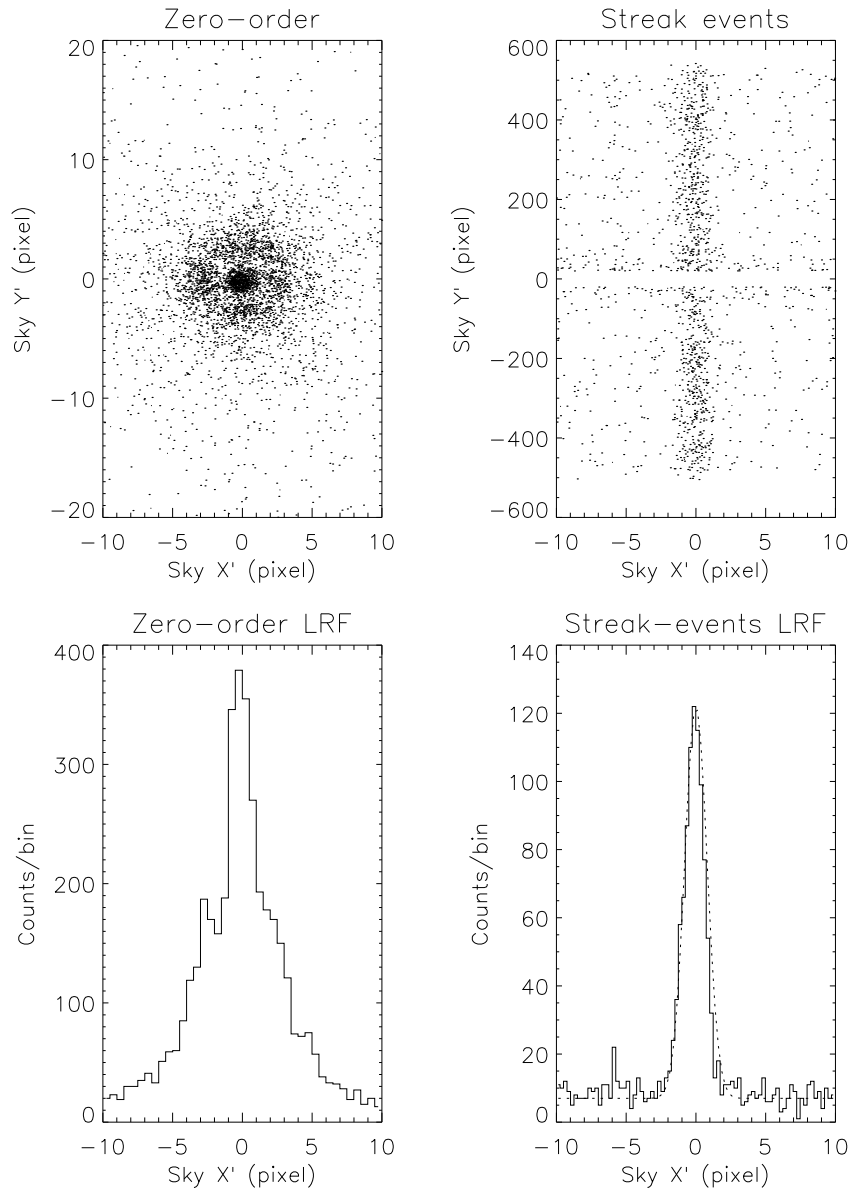 Zero-order
20
10
0
-10
-20
Sky Y' (pixel)
-10 -5 0 5 10
Sky X' (pixel)
Streak events
600
400
200
0
-200
-400
-600
Sky Y' (pixel)
-10 -5 0 5 10
Sky X' (pixel)
Zero-order LRF
400
300
200
100
0
Counts/bin
-10 -5 0 5 10
Sky X' (pixel)
Streak-events LRF
140
120
100
80
60
40
20
0
Counts/bin
-10 -5 0 5 10
Sky X' (pixel)